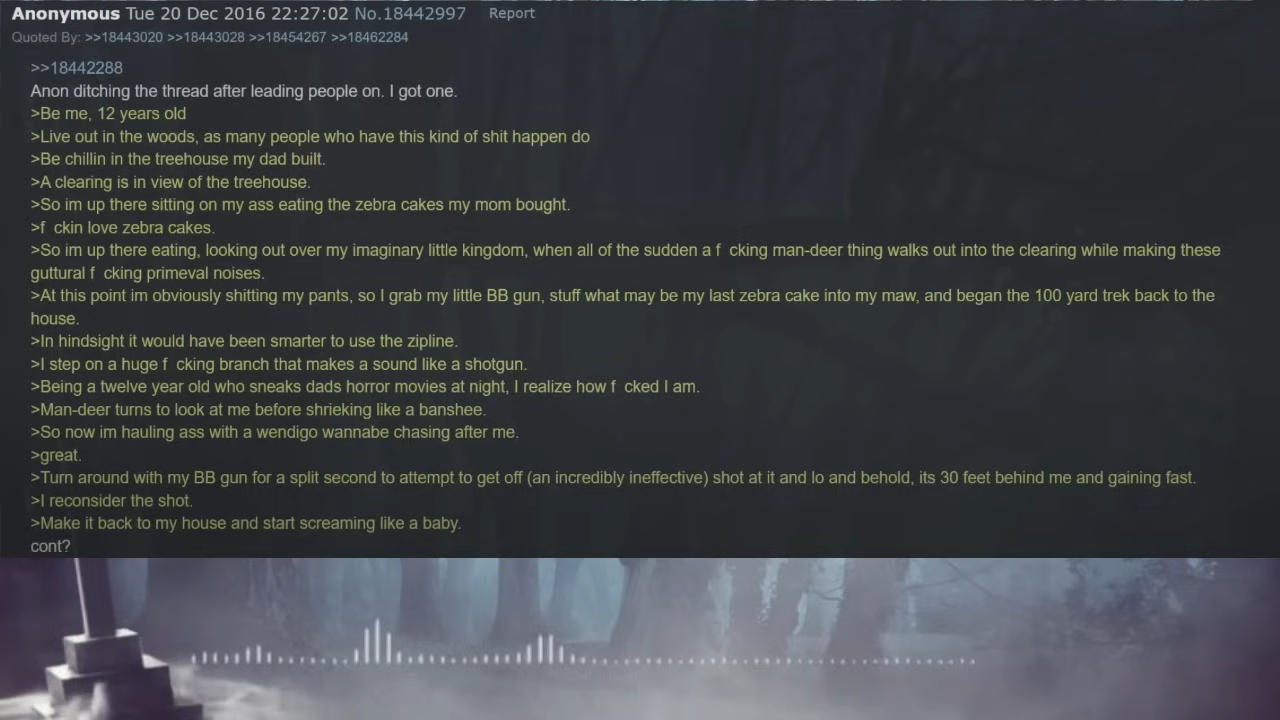 Anonymous Tue 20 Dec 2016 22:27:02 No.18442997 Report
Quoted By: >>18443020 >>18443028 >>18454267 >>18462284
>>18442288
Anon ditching the thread after leading people on. I got one.
>Be me, 12 years old
>Live out in the woods, as many people who have this kind of shit happen do
>Be chillin in the treehouse my dad built.
>A clearing is in view of the treehouse.
>So im up there sitting on my ass eating the zebra cakes my mom bought.
>f ckin love zebra cakes.
>So im up there eating, looking out over my imaginary little kingdom, when all of the sudden a f cking man-deer thing walks out into the clearing while making these
guttural f cking primeval noises.
>At this point im obviously shitting my pants, so I grab my little BB gun, stuff what may be my last zebra cake into my maw, and began the 100 yard trek back to the
house.
>In hindsight it would have been smarter to use the zipline.
>I step on a huge f cking branch that makes a sound like a shotgun.
>Being a twelve year old who sneaks dads horror movies at night, I realize how f cked I am.
>Man-deer turns to look at me before shrieking like a banshee.
>So now im hauling ass with a wendigo wannabe chasing after me.
>great.
>Turn around with my BB gun for a split second to attempt to get off (an incredibly ineffective) shot at it and lo and behold, its 30 feet behind me and gaining fast.
>I reconsider the shot.
>Make it back to my house and start screaming like a baby.
cont?